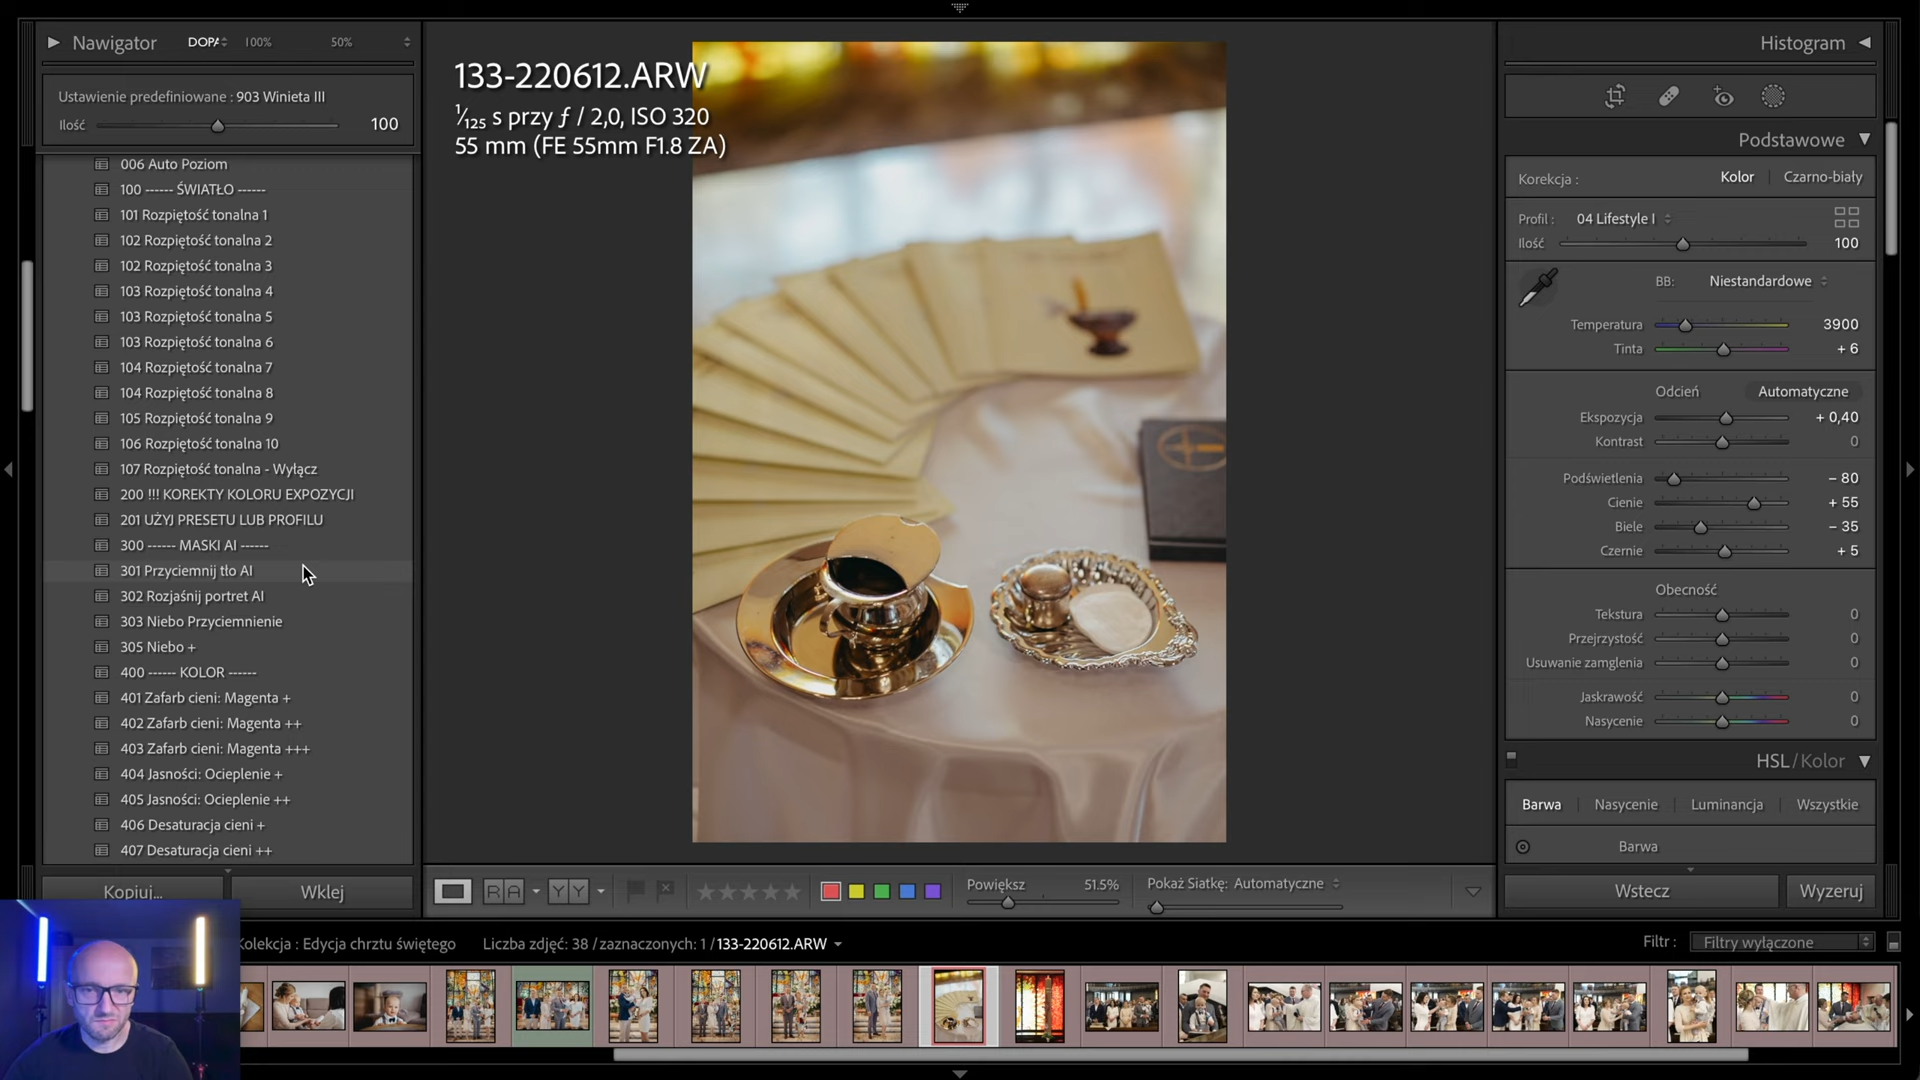 Nawigator
DOPA
100%
50%
Ustawienie predefiniowane : 903 Winieta III
Ilość
100
006 Auto Poziom
100 ------ ŚWIATŁO ------
101 Rozpiętość tonalna 1
102 Rozpiętość tonalna 2
102 Rozpiętość tonalna 3
103 Rozpiętość tonalna 4
103 Rozpiętość tonalna 5
103 Rozpiętość tonalna 6
104 Rozpiętość tonalna 7
104 Rozpiętość tonalna 8
105 Rozpiętość tonalna 9
106 Rozpiętość tonalna 10
107 Rozpiętość tonalna - Wyłącz
200 !!! KOREKTY KOLORU EXPOZYCJI
201 UŻYJ PRESETU LUB PROFILU
300 ------ MASKI AI ------
301 Przyciemnij tło AI
302 Rozjaśnij portret AI
303 Niebo Przyciemnienie
305 Niebo +
400 ------ KOLOR ------
401 Zafarb cieni: Magenta +
402 Zafarb cieni: Magenta ++
403 Zafarb cieni: Magenta +++
404 Jasności: Ocieplenie +
405 Jasności: Ocieplenie ++
406 Desaturacja cieni +
407 Desaturacja cieni ++
Kopiuj...
Wklej
133-220612.ARW
1/125 s przy ƒ / 2,0, ISO 320
55 mm (FE 55mm F1.8 ZA)
RA
YY
Powiększ
51.5%
Pokaż Siatkę: Automatyczne
Histogram
Podstawowe
Korekcja :
Kolor
Czarno-biały
Profil :
04 Lifestyle I
Ilość
100
BB:
Niestandardowe
Temperatura
3900
Tinta
+ 6
Odcień
Automatyczne
Ekspozycja
+ 0,40
Kontrast
0
Podświetlenia
– 80
Cienie
+ 55
Biele
– 35
Czernie
+ 5
Obecność
Tekstura
0
Przejrzystość
0
Usuwanie zamglenia
0
Jaskrawość
0
Nasycenie
0
HSL / Kolor
Barwa
Nasycenie
Luminancja
Wszystkie
Barwa
Wstecz
Wyzeruj
Kolekcja : Edycja chrztu świętego
Liczba zdjęć: 38 / zaznaczonych: 1 / 133-220612.ARW
Filtr :
Filtry wyłączone